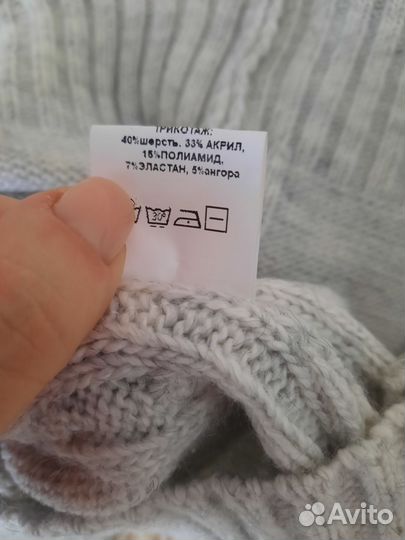 ТРИКОТАЖ:
40%шерсть. 33% АКРИЛ,
15%ПОЛИАМИД,
7%ЭЛАСТАН, 5%ангора
30°
Avito